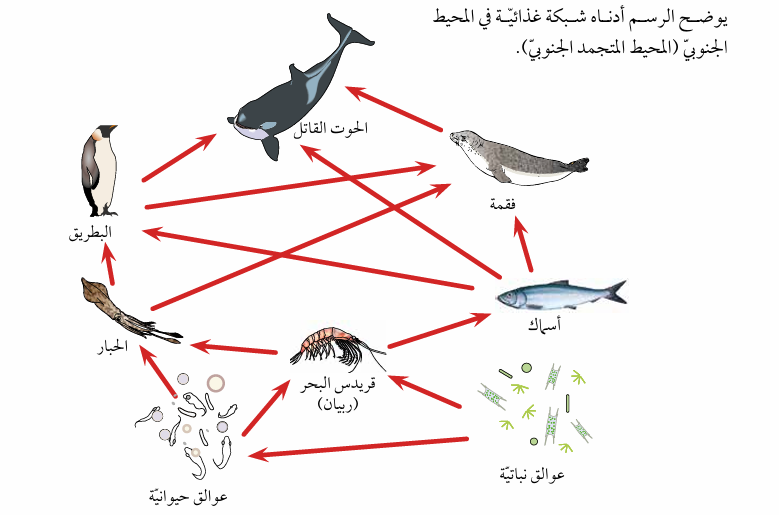 يوضح الرسم أدناه شبكة غذائيّة في المحيط
الجنوبيّ (المحيط المتجمد الجنوبيّ).
الحوت القاتل
فقمة
البطريق
أسماك
الحبار
قريدس البحر
(ربيان)
عوالق نباتيّة
عوالق حيوانيّة